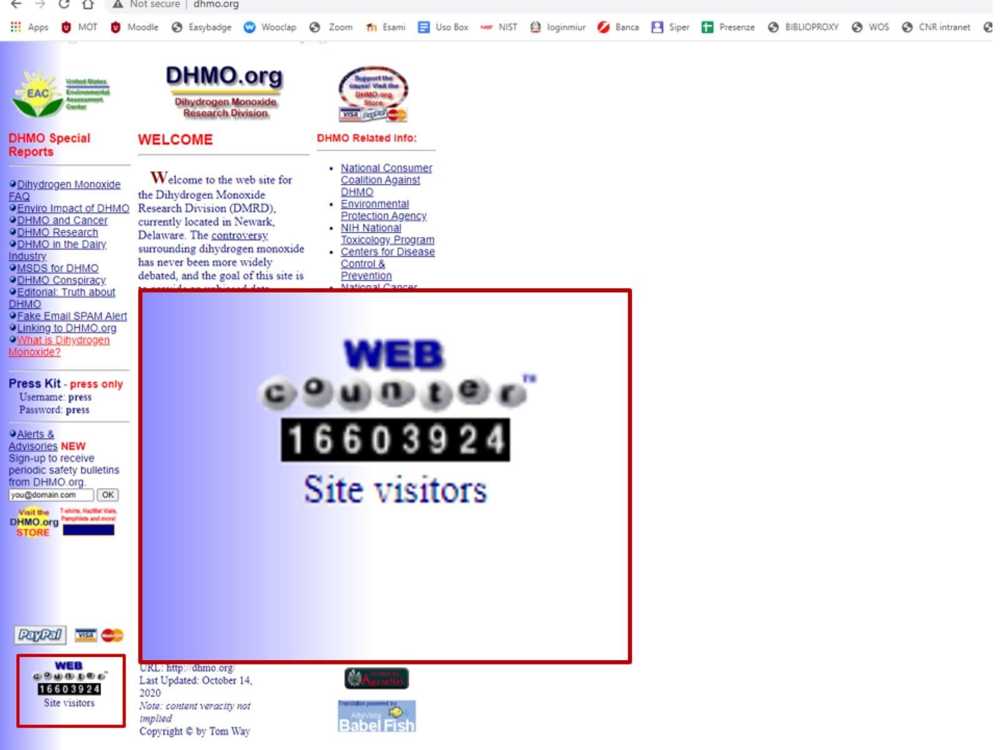 Not secure | dhmo.org
Apps MOT Moodle Easybadge Wooclap Zoom Esami Uso Box NIST loginmiur Banca Siper Presenze BIBLIOPROXY WOS CNR intranet
EAC
United States
Environmental
Assessment
Center
DHMO.org
Dihydrogen Monoxide
Research Division
Support the
cause! Visit the
DHMO.org
Store
VISA PayPal MasterCard
DHMO Special
Reports
Dihydrogen Monoxide
FAQ
Enviro Impact of DHMO
DHMO and Cancer
DHMO Research
DHMO in the Dairy
Industry
MSDS for DHMO
DHMO Conspiracy
Editorial: Truth about
DHMO
Fake Email SPAM Alert
Linking to DHMO.org
What is Dihydrogen
Monoxide?
Press Kit - press only
Username: press
Password: press
Alerts &
Advisories NEW
Sign-up to receive
periodic safety bulletins
from DHMO.org.
you@domain.com OK
Visit the
DHMO.org
STORE
T-shirts, HazMat Vials,
Pamphlets and more!
PayPal VISA MasterCard
WEB
counter™
16603924
Site visitors
WELCOME
Welcome to the web site for
the Dihydrogen Monoxide
Research Division (DMRD),
currently located in Newark,
Delaware. The controversy
surrounding dihydrogen monoxide
has never been more widely
debated, and the goal of this site is
DHMO Related Info:
• National Consumer
Coalition Against
DHMO
• Environmental
Protection Agency
• NIH National
Toxicology Program
• Centers for Disease
Control &
Prevention
• National Cancer
WEB
counter™
16603924
Site visitors
URL: http://dhmo.org/
Last Updated: October 14,
2020
Note: content veracity not
implied
Copyright © by Tom Way
Hosted by
AgoraNet
Translation powered by
AltaVista
Babel Fish